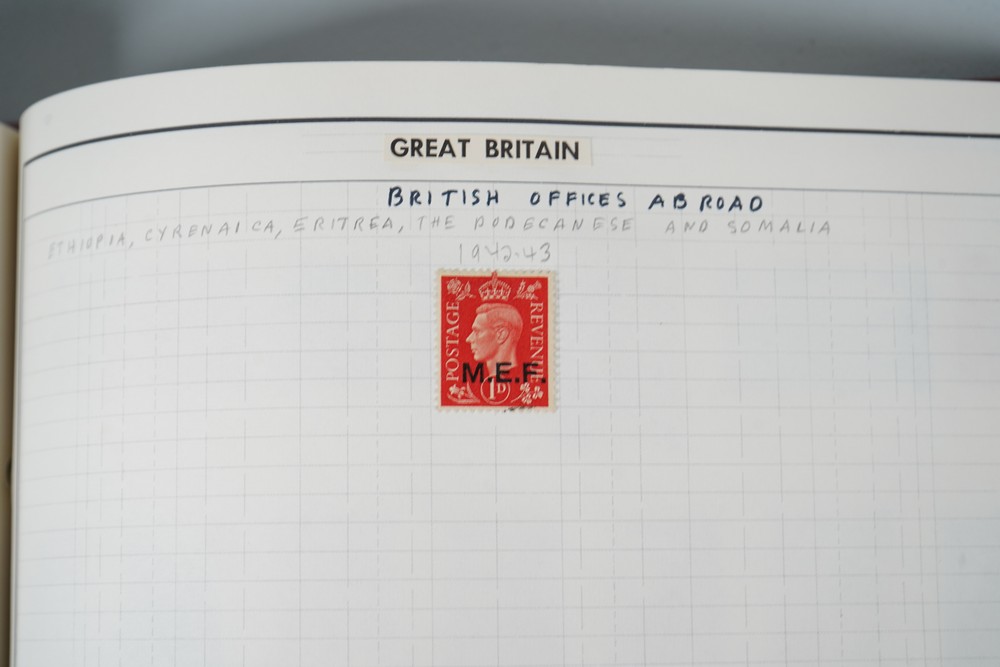 GREAT BRITAIN
BRITISH OFFICES ABROAD
ETHIOPIA, CYRENAICA, ERITREA, THE DODECANESE AND SOMALIA
1942-43
POSTAGE
REVENUE
M.E.F.
1D